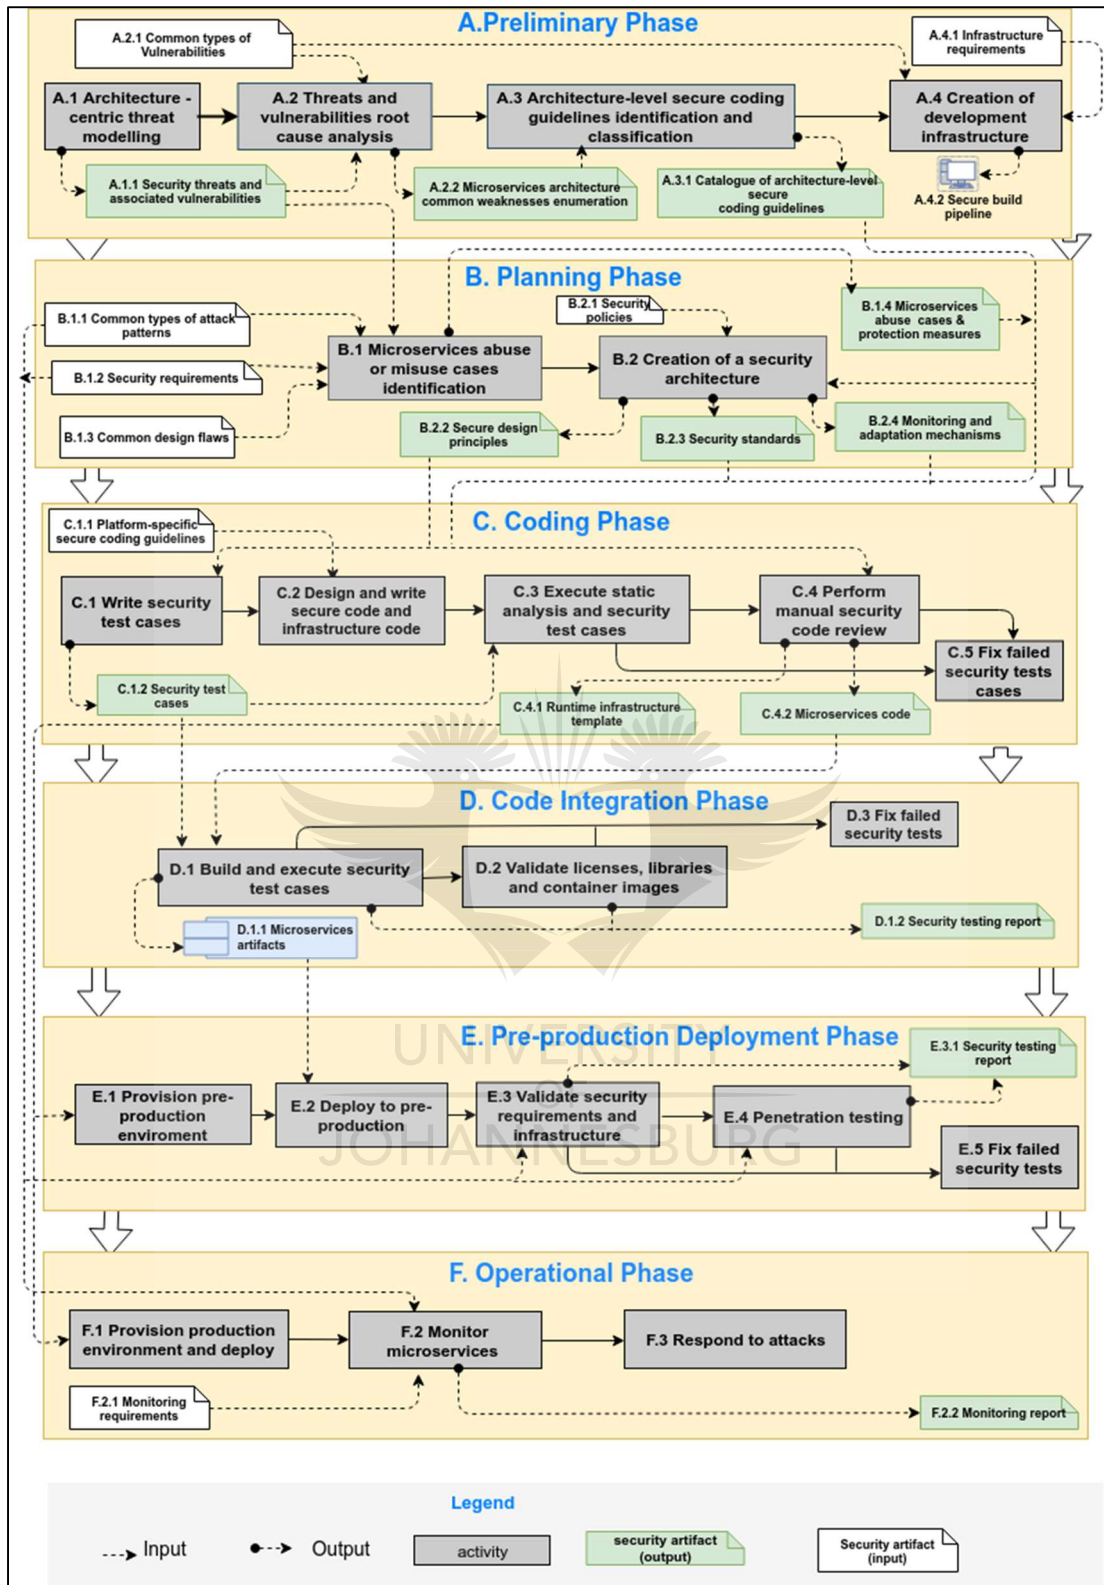 A.Preliminary Phase
A.2.1 Common types of
Vulnerabilities
A.4.1 Infrastructure
requirements
A.1 Architecture -
centric threat
modelling
A.2 Threats and
vulnerabilities root
cause analysis
A.3 Architecture-level secure coding
guidelines identification and
classification
A.4 Creation of
development
infrastructure
A.1.1 Security threats and
associated vulnerabilities
A.2.2 Microservices architecture
common weaknesses enumeration
A.3.1 Catalogue of architecture-level
secure
coding guidelines
A.4.2 Secure build
pipeline
B. Planning Phase
B.1.1 Common types of attack
patterns
B.2.1 Security
policies
B.1.4 Microservices
abuse cases &
protection measures
B.1.2 Security requirements
B.1 Microservices abuse
or misuse cases
identification
B.2 Creation of a security
architecture
B.1.3 Common design flaws
B.2.2 Secure design
principles
B.2.3 Security standards
B.2.4 Monitoring and
adaptation mechanisms
C. Coding Phase
C.1.1 Platform-specific
secure coding guidelines
C.1 Write security
test cases
C.2 Design and write
secure code and
infrastructure code
C.3 Execute static
analysis and security
test cases
C.4 Perform
manual security
code review
C.5 Fix failed
security tests
cases
C.1.2 Security test
cases
C.4.1 Runtime infrastructure
template
C.4.2 Microservices code
D. Code Integration Phase
D.3 Fix failed
security tests
D.1 Build and execute security
test cases
D.2 Validate licenses, libraries
and container images
D.1.1 Microservices
artifacts
D.1.2 Security testing report
E. Pre-production Deployment Phase
E.3.1 Security testing
report
E.1 Provision pre-
production
enviroment
E.2 Deploy to pre-
production
E.3 Validate security
requirements and
infrastructure
E.4 Penetration testing
E.5 Fix failed
security tests
UNIVERSITY
OF
JOHANNESBURG
F. Operational Phase
F.1 Provision production
environment and deploy
F.2 Monitor
microservices
F.3 Respond to attacks
F.2.1 Monitoring
requirements
F.2.2 Monitoring report
Legend
Input
Output
activity
security artifact
(output)
Security artifact
(input)